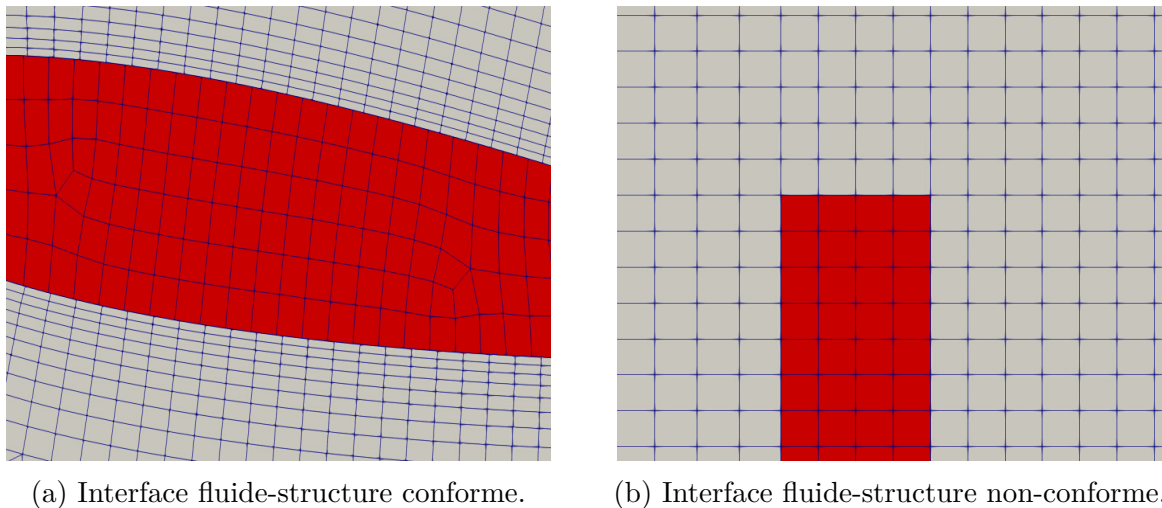 (a) Interface fluide-structure conforme.
(b) Interface fluide-structure non-conforme.